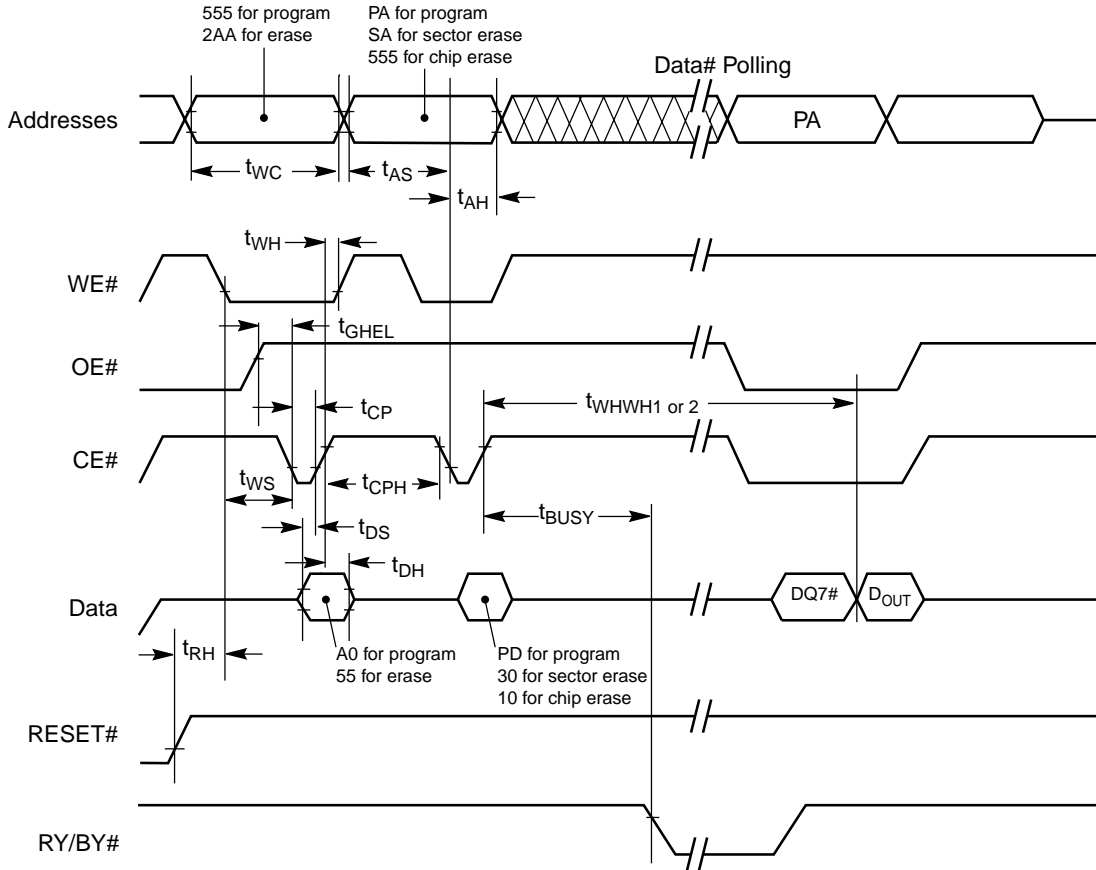 555 for program
2AA for erase
PA for program
SA for sector erase
555 for chip erase
Data# Polling
Addresses
PA
tWC
tAS
tAH
tWH
WE#
tGHEL
OE#
tWHWH1 or 2
tCP
CE#
tWS
tCPH
tBUSY
tDS
tDH
Data
DQ7#
DOUT
tRH
A0 for program
55 for erase
PD for program
30 for sector erase
10 for chip erase
RESET#
RY/BY#